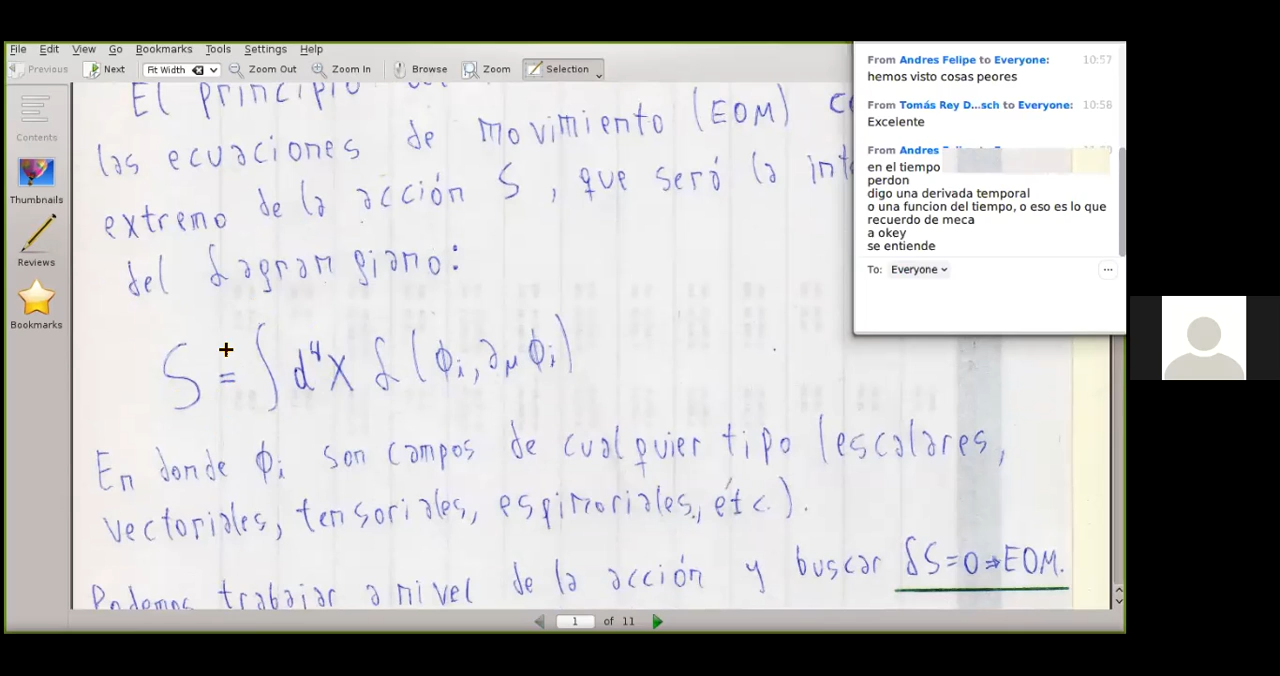 File Edit View Go Bookmarks Tools Settings Help
Previous Next Fit Width Zoom Out Zoom In Browse Zoom Selection
Contents
Thumbnails
Reviews
Bookmarks
El principio
las ecuaciones de movimiento (EOM)
extremo de la acción S, que será la
del Lagrangiano:
S = ∫ d⁴x ℒ (ϕᵢ, ∂μ ϕᵢ)
En donde ϕᵢ son campos de cualquier tipo (escalares,
vectoriales, tensoriales, espinoriales, étc.).
Podemos trabajar a nivel de la acción y buscar δS=0⇒EOM.
1 of 11
From Andres Felipe to Everyone: 10:57
hemos visto cosas peores
From Tomás Rey D...sch to Everyone: 10:58
Excelente
From Andres
en el tiempo
perdon
digo una derivada temporal
o una funcion del tiempo, o eso es lo que
recuerdo de meca
a okey
se entiende
To: Everyone